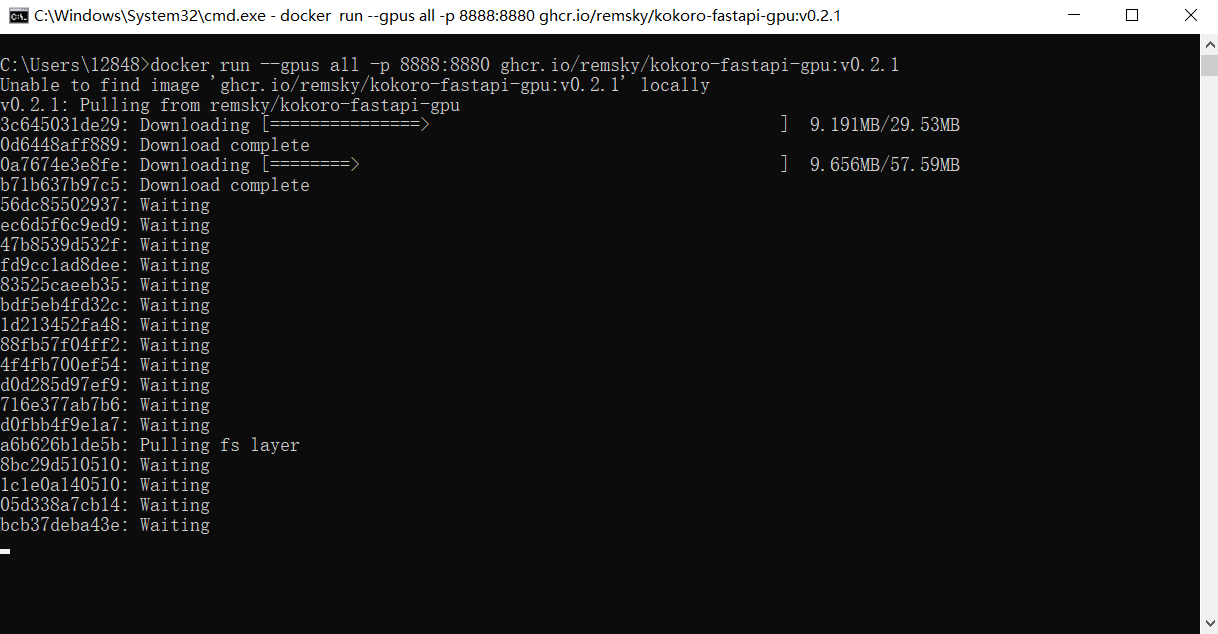 C:\Windows\System32\cmd.exe - docker  run --gpus all -p 8888:8880 ghcr.io/remsky/kokoro-fastapi-gpu:v0.2.1
C:\Users\12848>docker run --gpus all -p 8888:8880 ghcr.io/remsky/kokoro-fastapi-gpu:v0.2.1
Unable to find image 'ghcr.io/remsky/kokoro-fastapi-gpu:v0.2.1' locally
v0.2.1: Pulling from remsky/kokoro-fastapi-gpu
3c645031de29: Downloading [===============>                                   ]  9.191MB/29.53MB
0d6448aff889: Download complete
0a7674e3e8fe: Downloading [========>                                          ]  9.656MB/57.59MB
b71b637b97c5: Download complete
56dc85502937: Waiting
ec6d5f6c9ed9: Waiting
47b8539d532f: Waiting
fd9cc1ad8dee: Waiting
83525caeeb35: Waiting
bdf5eb4fd32c: Waiting
1d213452fa48: Waiting
88fb57f04ff2: Waiting
4f4fb700ef54: Waiting
d0d285d97ef9: Waiting
716e377ab7b6: Waiting
d0fbb4f9e1a7: Waiting
a6b626b1de5b: Pulling fs layer
8bc29d510510: Waiting
1c1e0a140510: Waiting
05d338a7cb14: Waiting
bcb37deba43e: Waiting